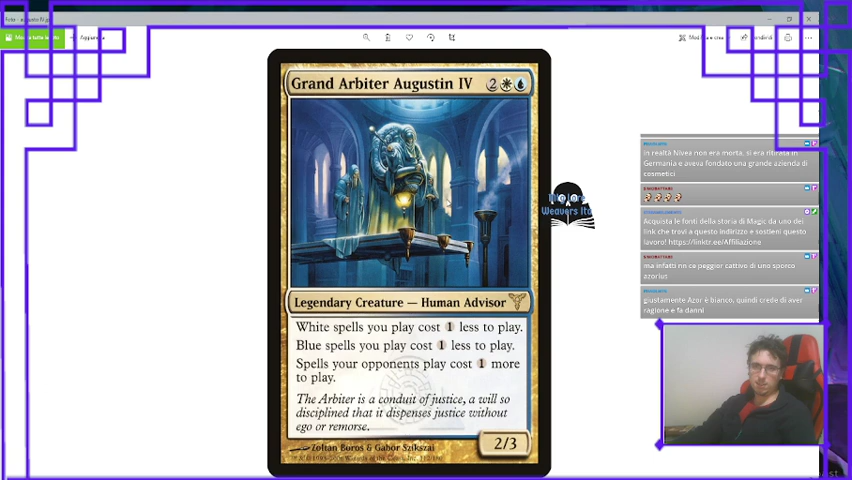 Grand Arbiter Augustin IV 2
Legendary Creature — Human Advisor
White spells you play cost 1 less to play.
Blue spells you play cost 1 less to play.
Spells your opponents play cost 1 more
to play.
The Arbiter is a conduit of justice, a will so
disciplined that it dispenses justice without
ego or remorse.
Zoltan Boros & Gabor Szikszai
2/3
The Lore
Weavers Ita
In realtà Nivea non era morta, si era ritirata in
Germania e aveva fondato una grande azienda di
cosmetici
Acquista le fonti della storia di Magic da uno dei
link che trovi a questo indirizzo e sostieni questo
lavoro! https://linktr.ee/Affiliazione
ma infatti nn ce peggior cattivo di uno sporco
azorius
giustamente Azor è bianco, quindi crede di aver
ragione e fa danni